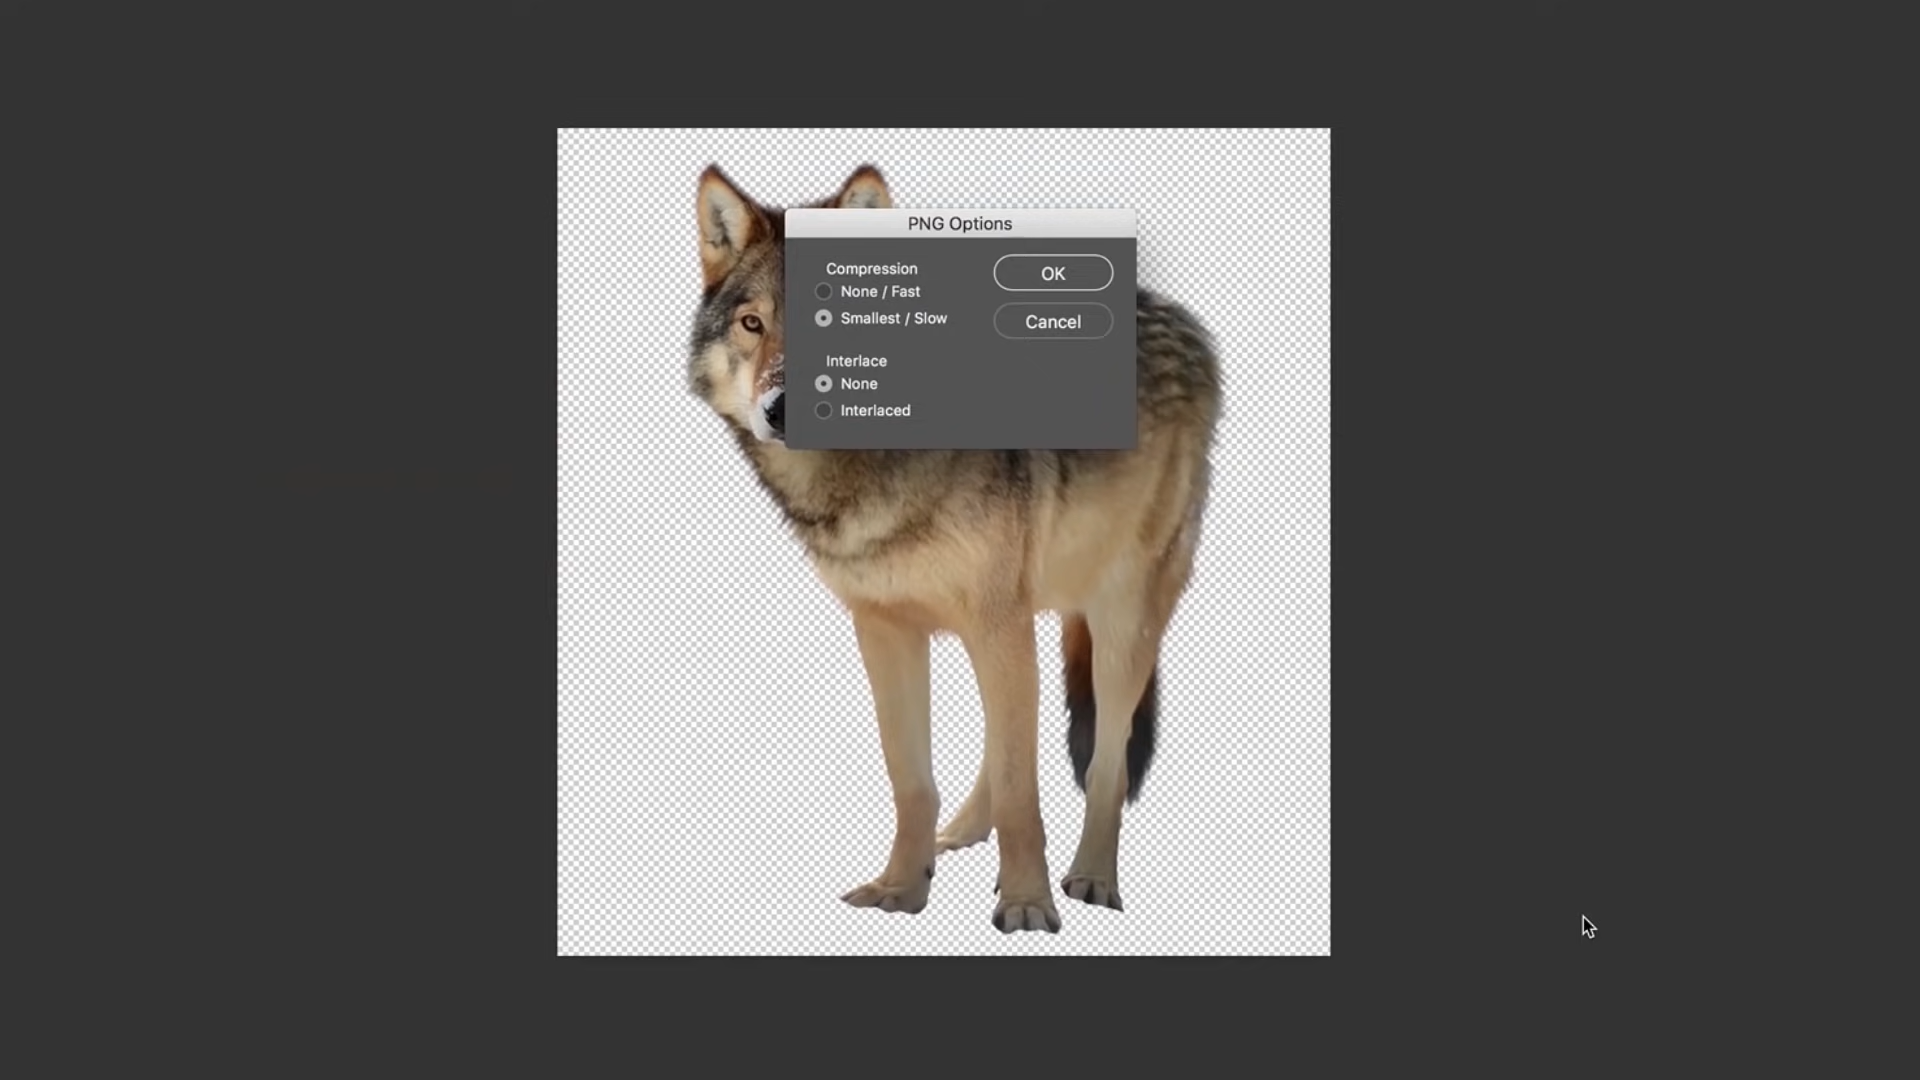 PNG Options
Compression
None / Fast
Smallest / Slow
OK
Cancel
Interlace
None
Interlaced